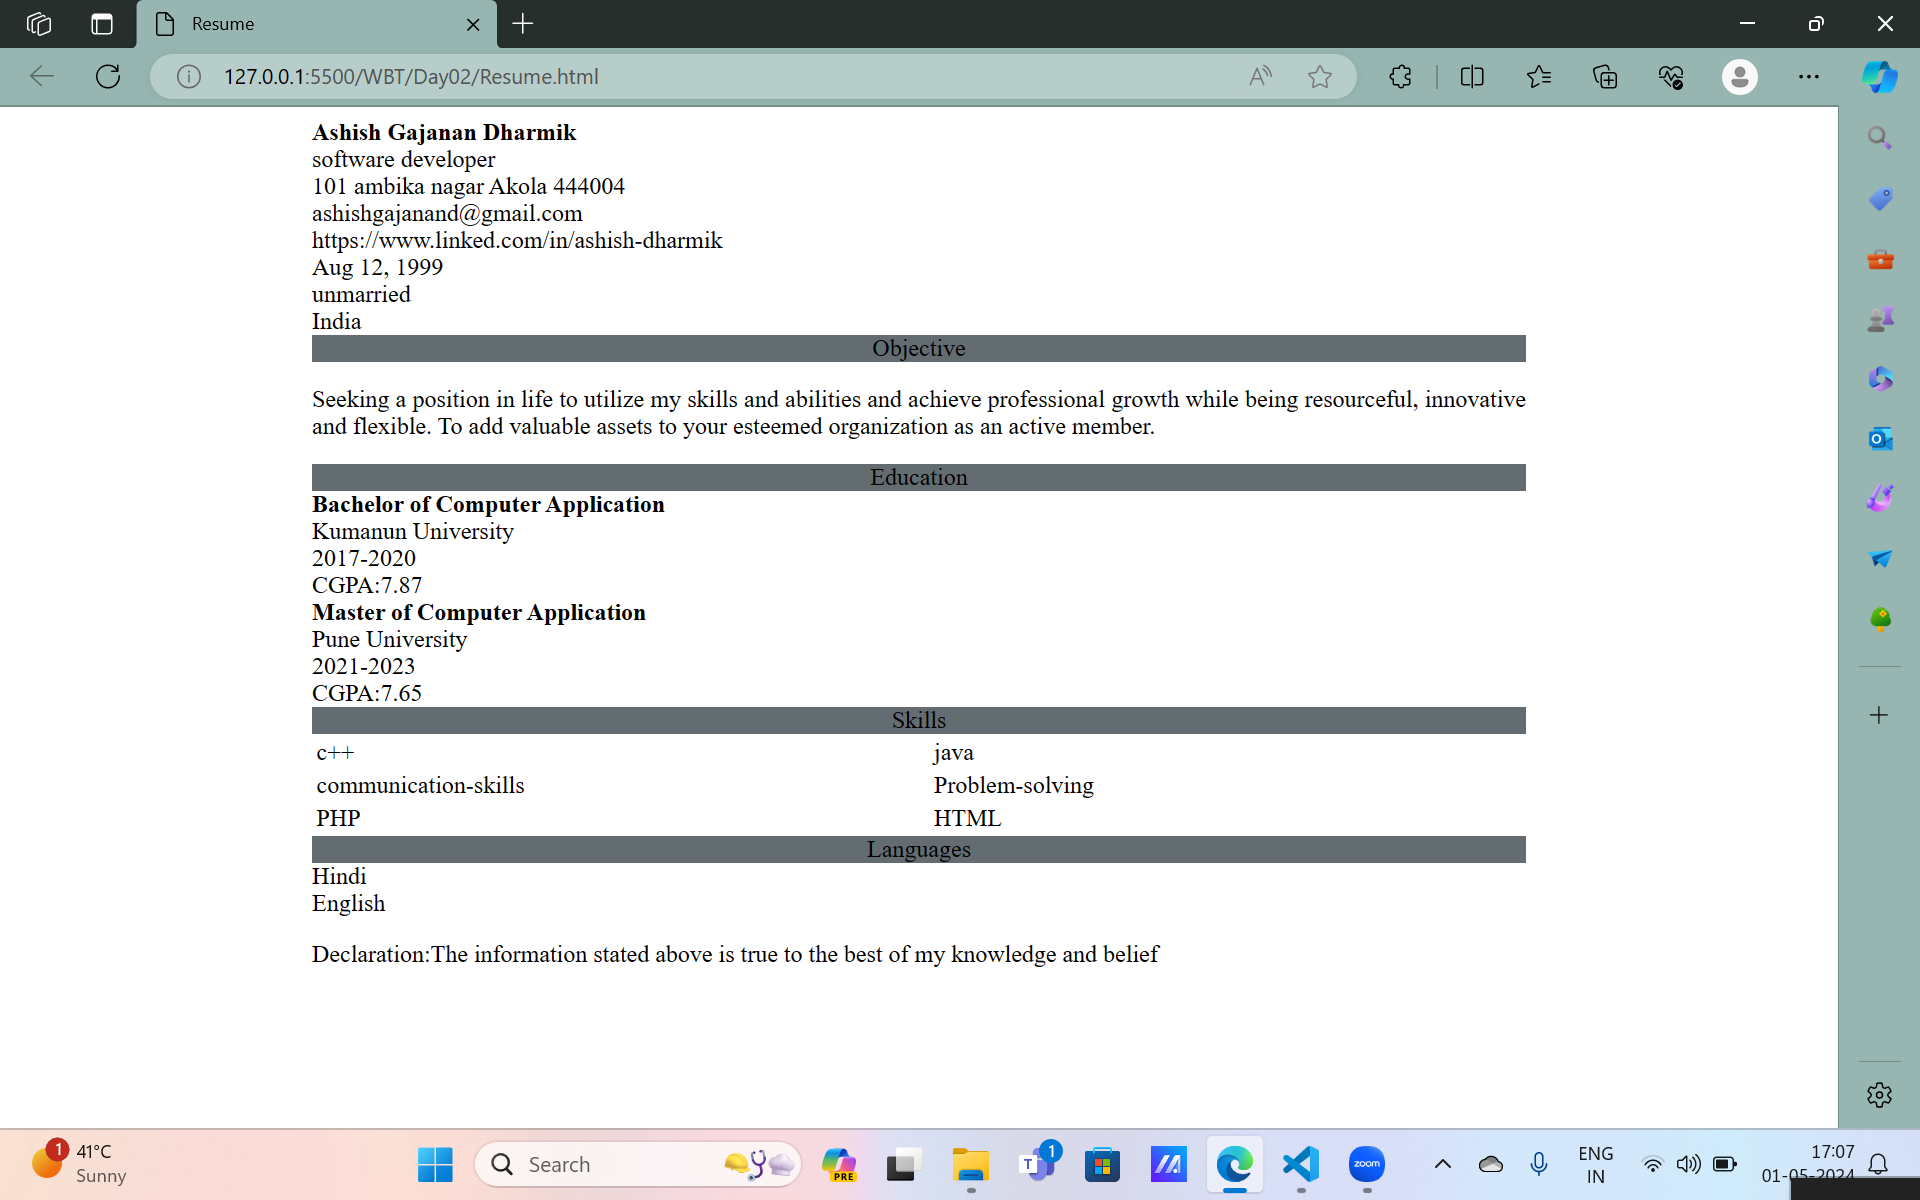 Resume
127.0.0.1:5500/WBT/Day02/Resume.html
Ashish Gajanan Dharmik
software developer
101 ambika nagar Akola 444004
ashishgajanand@gmail.com
https://www.linked.com/in/ashish-dharmik
Aug 12, 1999
unmarried
India
Objective
Seeking a position in life to utilize my skills and abilities and achieve professional growth while being resourceful, innovative
and flexible. To add valuable assets to your esteemed organization as an active member.
Education
Bachelor of Computer Application
Kumanun University
2017-2020
CGPA:7.87
Master of Computer Application
Pune University
2021-2023
CGPA:7.65
Skills
c++ java
communication-skills Problem-solving
PHP HTML
Languages
Hindi
English
Declaration:The information stated above is true to the best of my knowledge and belief
1
41°C
Sunny
Search
PRE
T 1
zoom
ENG
IN
17:07
01-05-2024